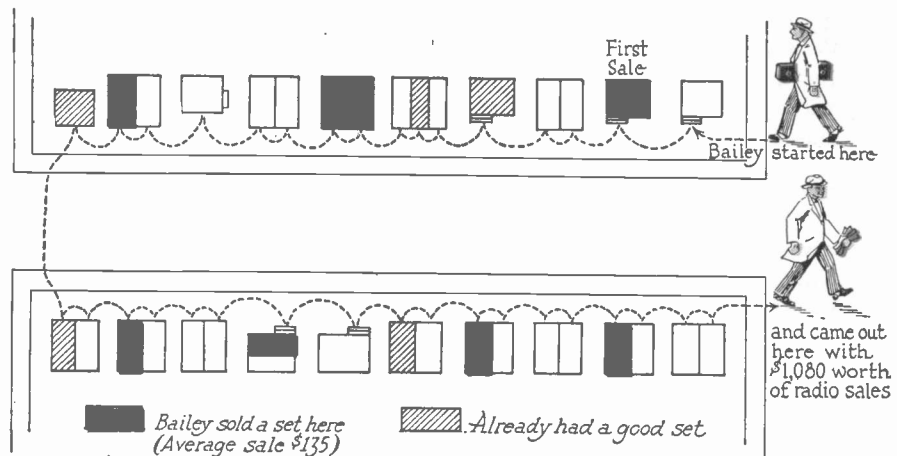 First
Sale
Bailey started here
and came out
here with
$1,080 worth
of radio sales
Bailey sold a set here
(Average sale $135)
Already had a good set